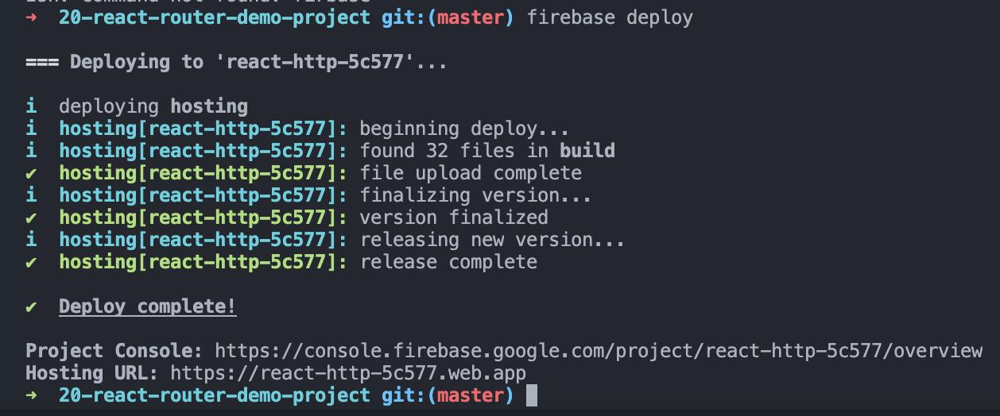 ➜  20-react-router-demo-project git:(master) firebase deploy
=== Deploying to 'react-http-5c577'...
i  deploying hosting
i  hosting[react-http-5c577]: beginning deploy...
i  hosting[react-http-5c577]: found 32 files in build
✔  hosting[react-http-5c577]: file upload complete
i  hosting[react-http-5c577]: finalizing version...
✔  hosting[react-http-5c577]: version finalized
i  hosting[react-http-5c577]: releasing new version...
✔  hosting[react-http-5c577]: release complete
✔  Deploy complete!
Project Console: https://console.firebase.google.com/project/react-http-5c577/overview
Hosting URL: https://react-http-5c577.web.app
➜  20-react-router-demo-project git:(master)